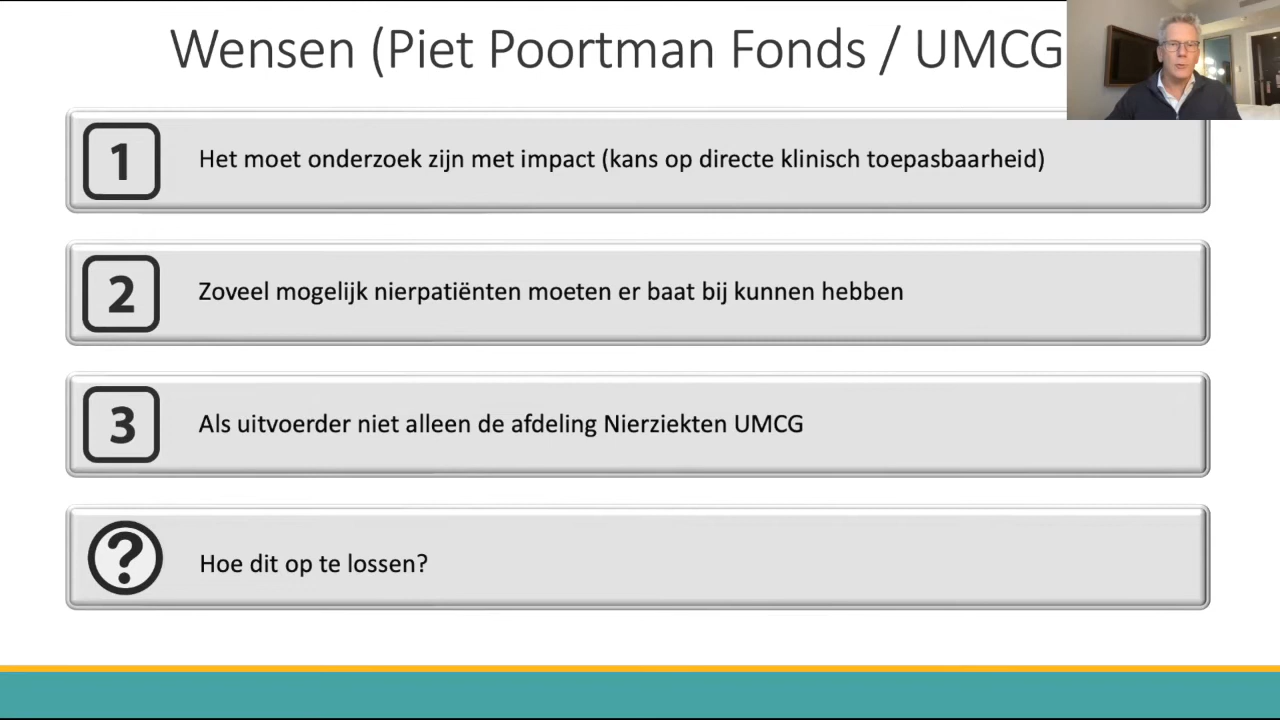 Wensen (Piet Poortman Fonds / UMCG
1
Het moet onderzoek zijn met impact (kans op directe klinisch toepasbaarheid)
2
Zoveel mogelijk nierpatiënten moeten er baat bij kunnen hebben
3
Als uitvoerder niet alleen de afdeling Nierziekten UMCG
?
Hoe dit op te lossen?